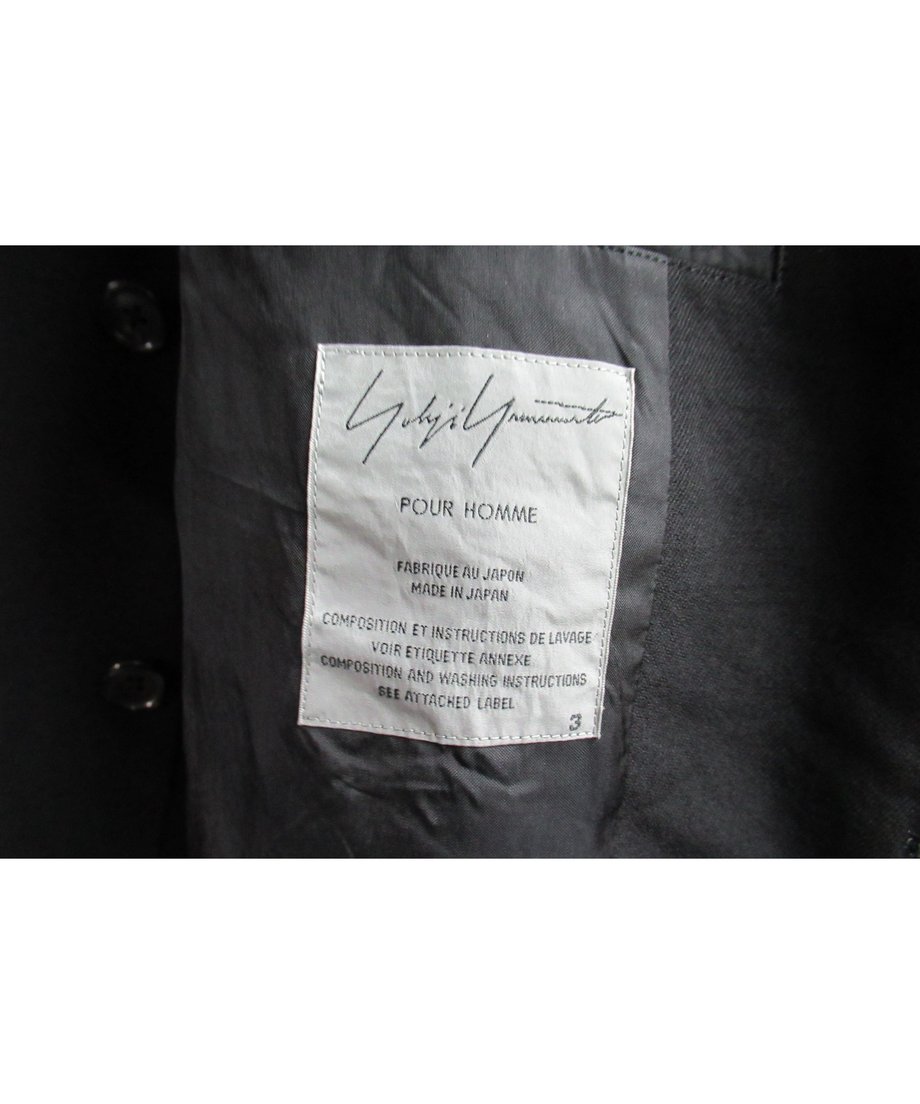 Yohji Yamamoto
POUR HOMME
FABRIQUE AU JAPON
MADE IN JAPAN
COMPOSITION ET INSTRUCTIONS DE LAVAGE
VOIR ETIQUETTE ANNEXE
COMPOSITION AND WASHING INSTRUCTIONS
SEE ATTACHED LABEL
3